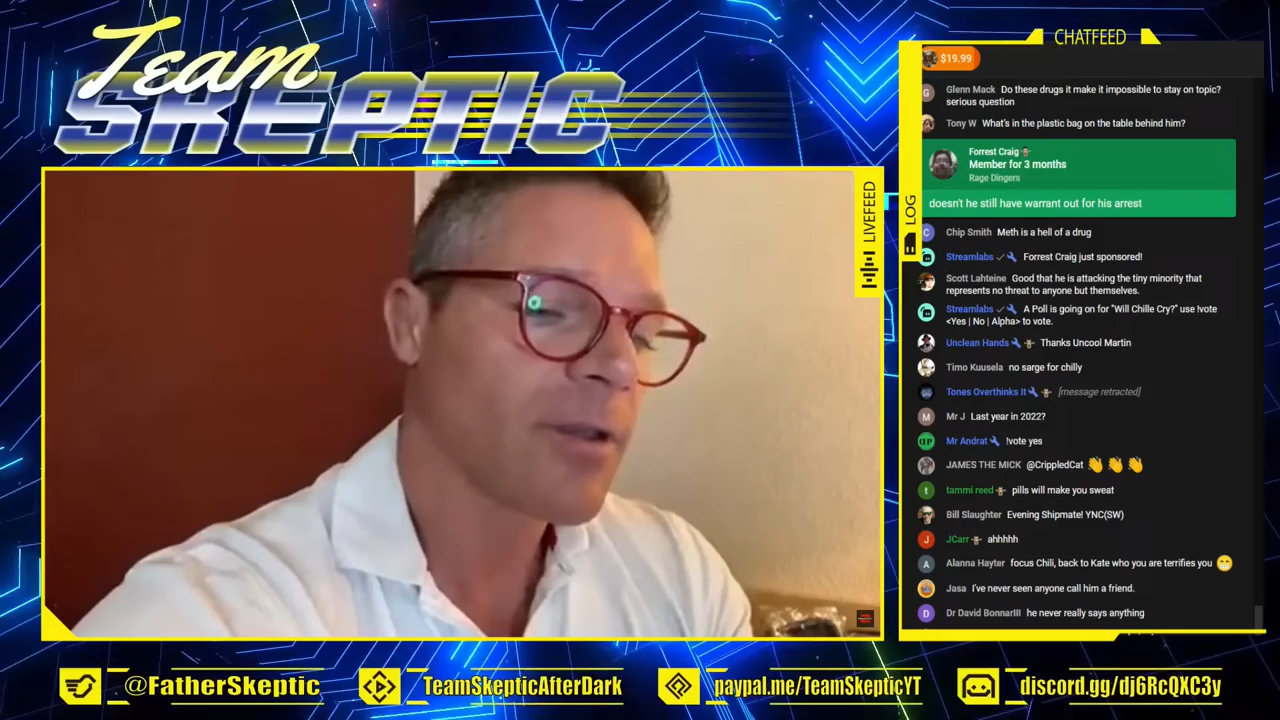 Team
SKEPTIC
LIVEFEED
CHATFEED
LOG
$19.99
G Glenn Mack Do these drugs it make it impossible to stay on topic?
serious question
Tony W What's in the plastic bag on the table behind him?
Forrest Craig
Member for 3 months
Rage Dingers
doesn't he still have warrant out for his arrest
C Chip Smith Meth is a hell of a drug
Streamlabs Forrest Craig just sponsored!
Scott Lahteine Good that he is attacking the tiny minority that
represents no threat to anyone but themselves.
Streamlabs A Poll is going on for "Will Chille Cry?" use !vote
<Yes | No | Alpha> to vote.
Unclean Hands Thanks Uncool Martin
Timo Kuusela no sarge for chilly
Tones Overthinks It [message retracted]
M Mr J Last year in 2022?
Mr Andrat !vote yes
JAMES THE MICK @CrippledCat 👏 👏 👏
t tammi reed pills will make you sweat
Bill Slaughter Evening Shipmate! YNC(SW)
J JCarr ahhhhh
A Alanna Hayter focus Chili, back to Kate who you are terrifies you 😁
Jasa I've never seen anyone call him a friend.
D Dr David BonnarIII he never really says anything
@FatherSkeptic
TeamSkepticAfterDark
paypal.me/TeamSkepticYT
discord.gg/dj6RcQXC3y